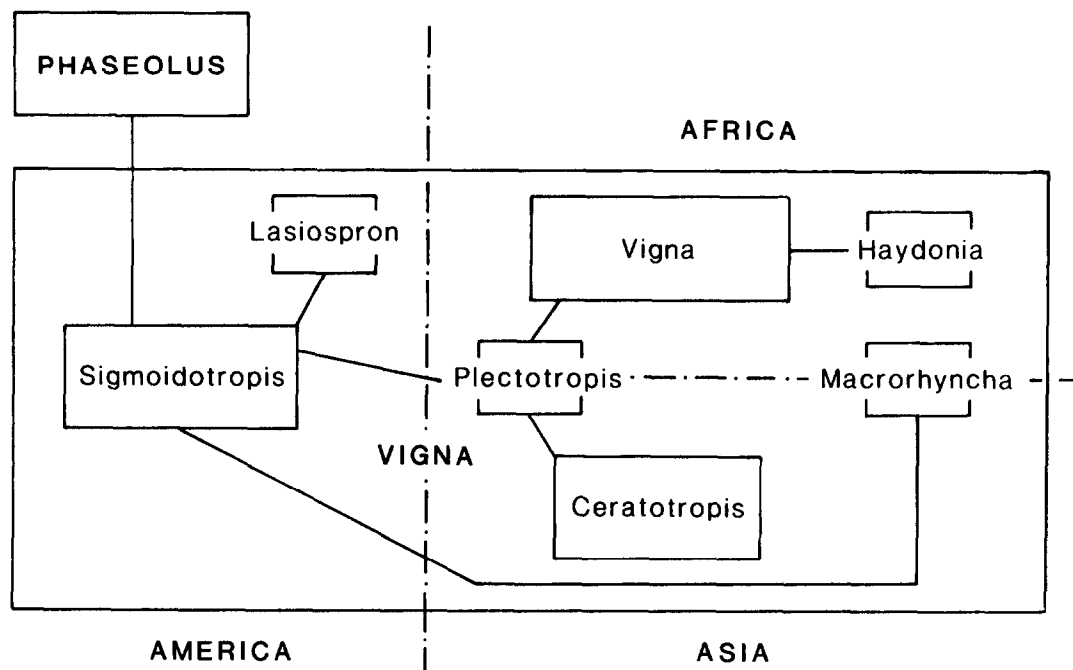 PHASEOLUS
AFRICA
Lasiospron
Vigna
Haydonia
Sigmoidotropis
Plectotropis
Macrorhyncha
VIGNA
Ceratotropis
AMERICA
ASIA